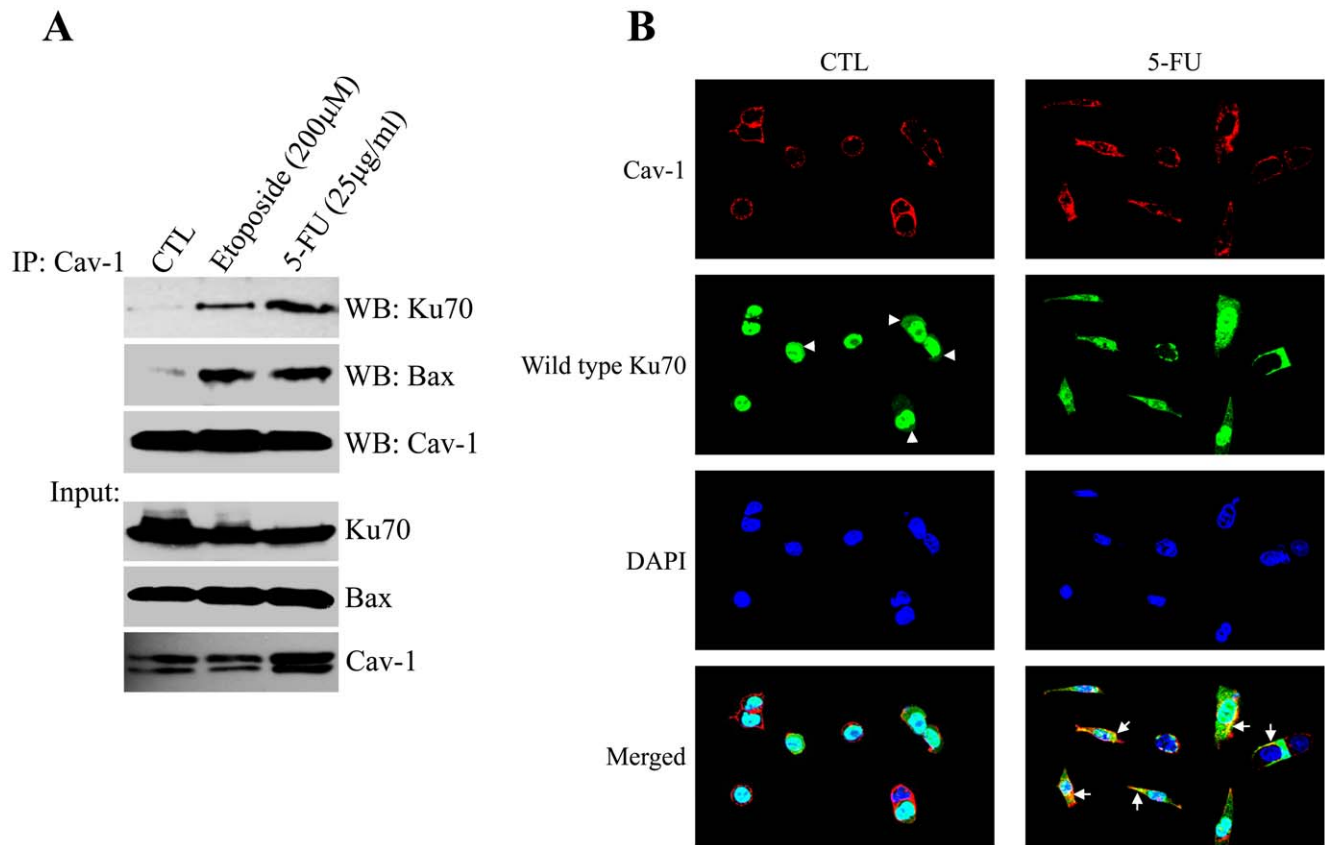 A
IP: Cav-1
CTL
Etoposide (200µM)
5-FU (25µg/ml)
WB: Ku70
WB: Bax
WB: Cav-1
Input:
Ku70
Bax
Cav-1
B
CTL
5-FU
Cav-1
Wild type Ku70
DAPI
Merged